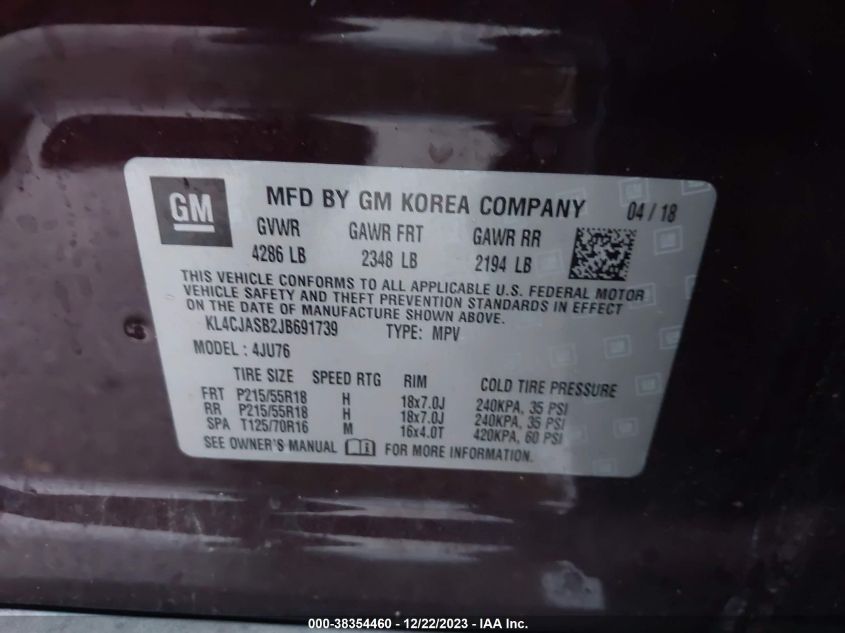 GM
MFD BY GM KOREA COMPANY 04 / 18
GVWR GAWR FRT GAWR RR
4286 LB 2348 LB 2194 LB
THIS VEHICLE CONFORMS TO ALL APPLICABLE U.S. FEDERAL MOTOR
VEHICLE SAFETY AND THEFT PREVENTION STANDARDS IN EFFECT
ON THE DATE OF MANUFACTURE SHOWN ABOVE.
KL4CJASB2JB691739 TYPE: MPV
MODEL : 4JU76
TIRE SIZE SPEED RTG RIM COLD TIRE PRESSURE
FRT P215/55R18 H 18x7.0J 240KPA, 35 PSI
RR P215/55R18 H 18x7.0J 240KPA, 35 PSI
SPA T125/70R16 M 16x4.0T 420KPA, 60 PSI
SEE OWNER'S MANUAL FOR MORE INFORMATION.
000-38354460 - 12/22/2023 - IAA Inc.